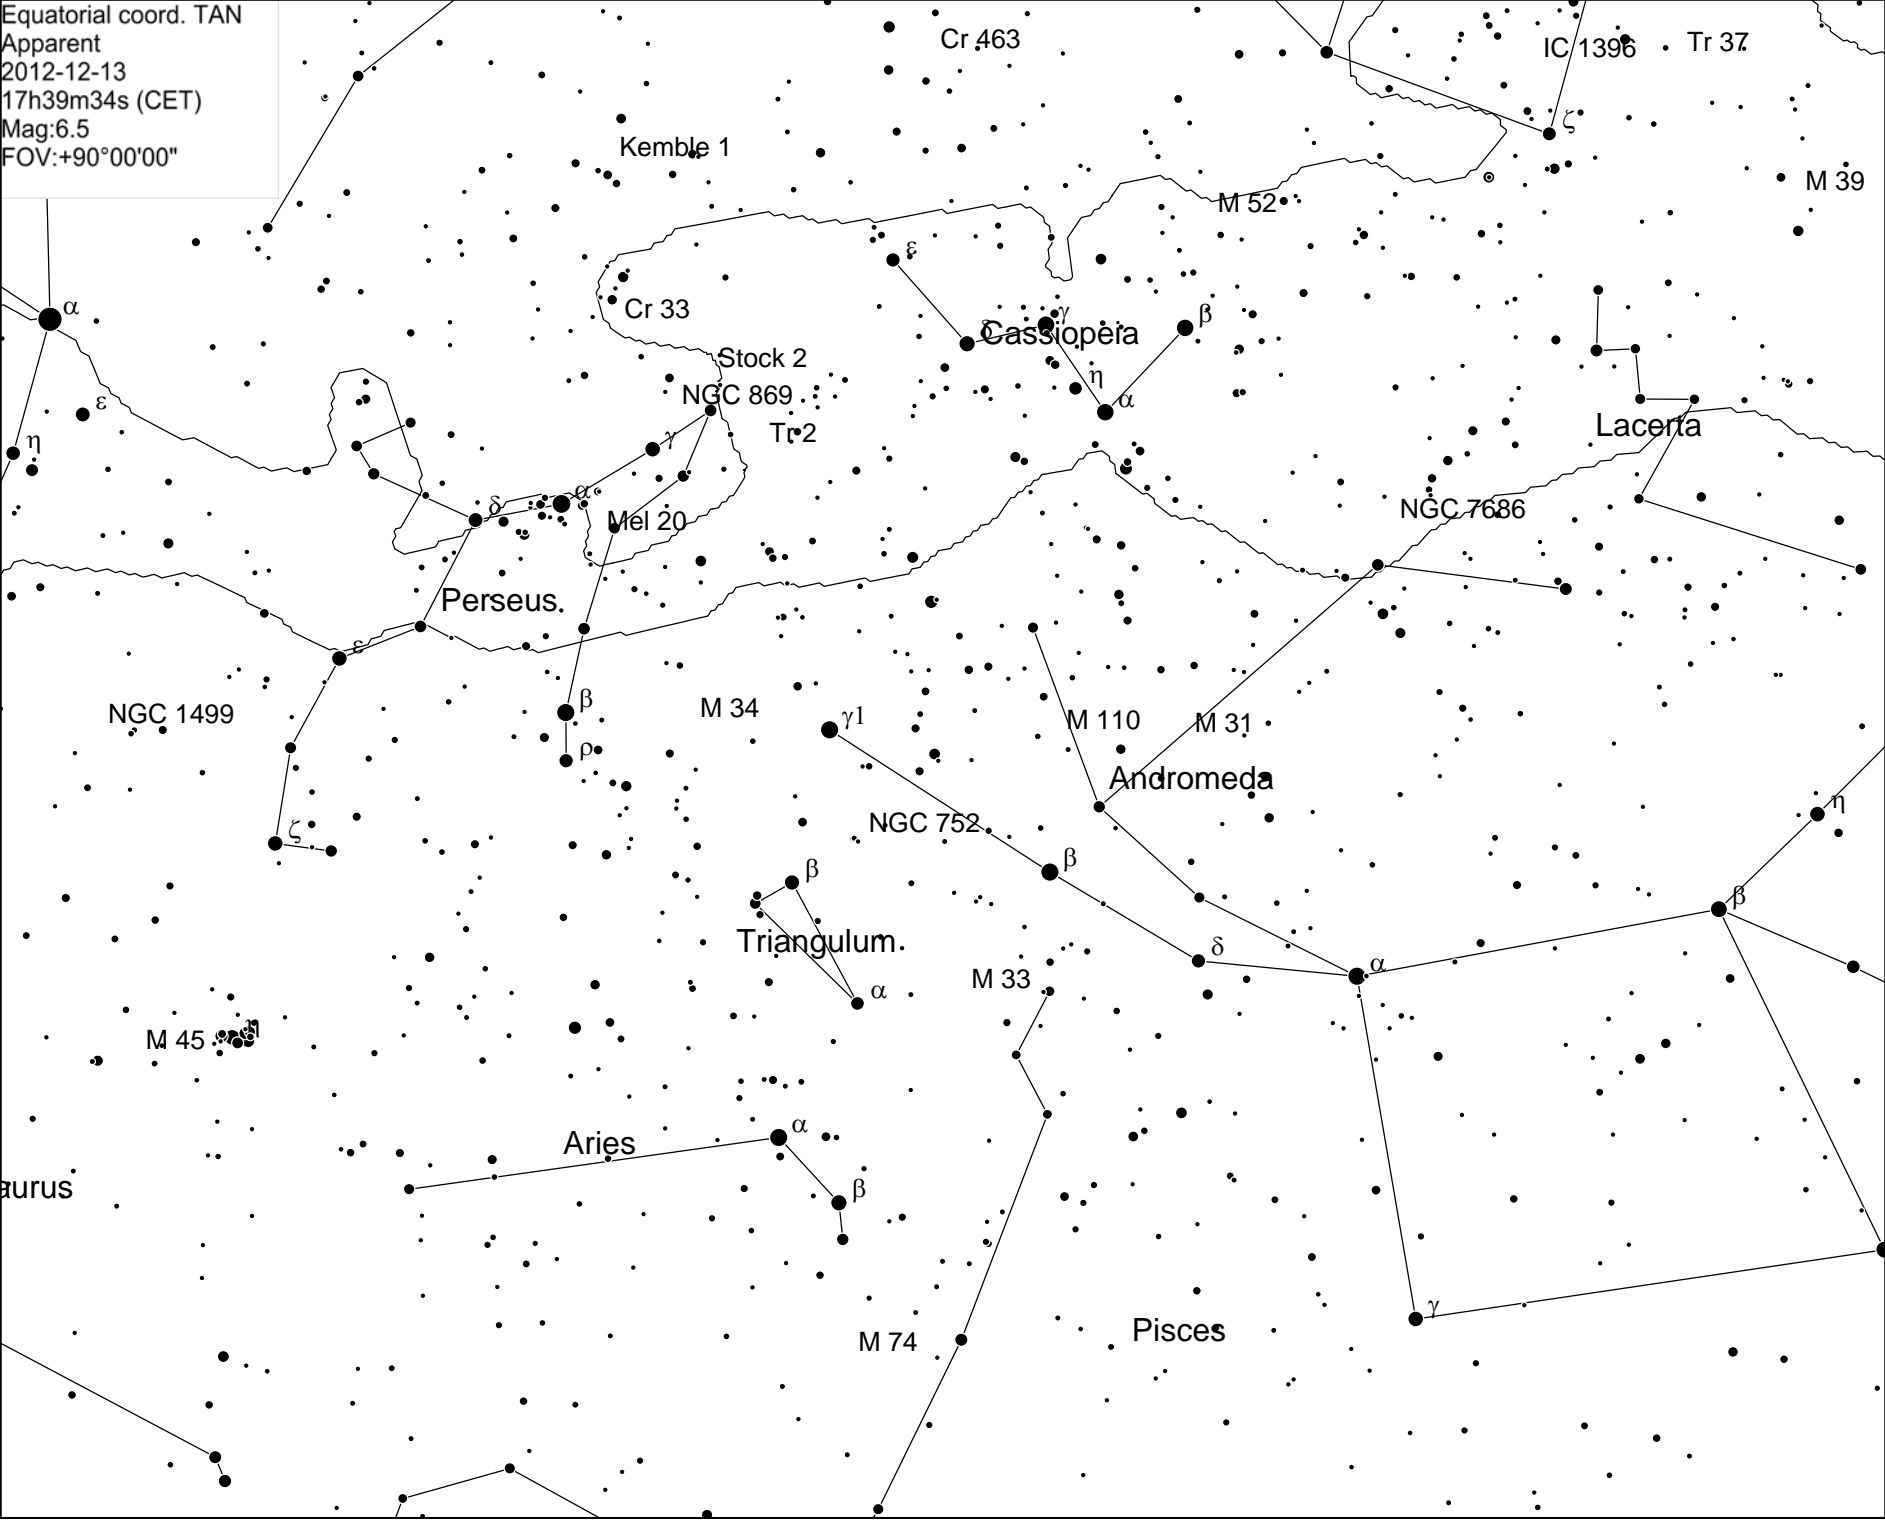 Equatorial coord. TAN
Apparent
2012-12-13
17h39m34s (CET)
Mag:6.5
FOV:+90°00'00"
Cr 463
IC 1396
Tr 37
ζ
Kemble 1
M 39
M 52
ε
α
Cr 33
δ
γ
Cassiopeia
β
Stock 2
η
α
NGC 869
ε
Lacerta
Tr 2
γ
η
α
δ
NGC 7686
Mel 20
Perseus
ε
β
M 34
NGC 1499
γ1
M 110
M 31
ρ
Andromeda
η
NGC 752
ζ
β
β
β
Triangulum
δ
α
M 33
α
η
M 45
α
Aries
β
aurus
γ
Pisces
M 74